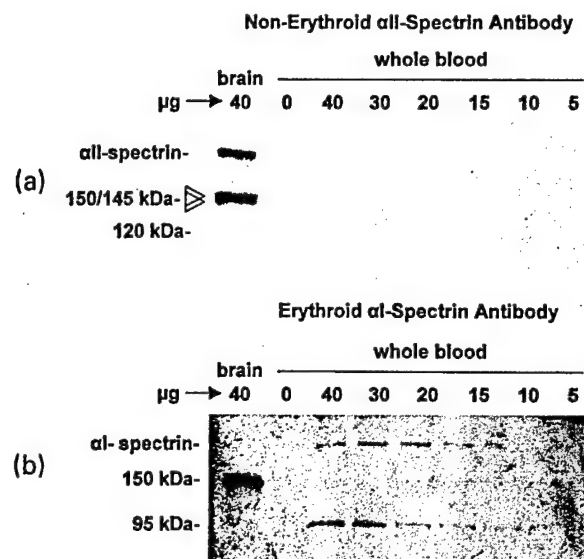 Non-Erythroid αII-Spectrin Antibody
brain whole blood
µg → 40 0 40 30 20 15 10 5
(a)
αII-spectrin-
150/145 kDa-
120 kDa-
Erythroid αI-Spectrin Antibody
brain whole blood
µg → 40 0 40 30 20 15 10 5
(b)
αI- spectrin-
150 kDa-
95 kDa-